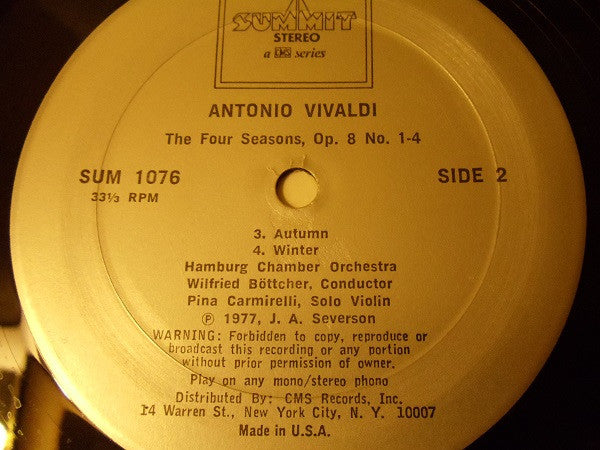 SUMMIT
STEREO
a CMS series
ANTONIO VIVALDI
The Four Seasons, Op. 8 No. 1-4
SUM 1076
33⅓ RPM
SIDE 2
3. Autumn
4. Winter
Hamburg Chamber Orchestra
Wilfried Böttcher, Conductor
Pina Carmirelli, Solo Violin
℗ 1977, J. A. Severson
WARNING: Forbidden to copy, reproduce or
broadcast this recording or any portion
without prior permission of owner.
Play on any mono/stereo phono
Distributed By: CMS Records, Inc.
14 Warren St., New York City, N. Y. 10007
Made in U.S.A.